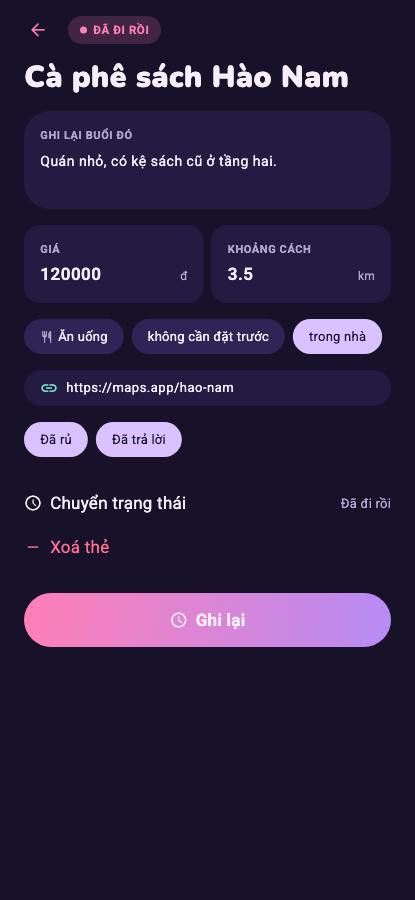 ĐÃ ĐI RỒI
Cà phê sách Hào Nam
GHI LẠI BUỔI ĐÓ
Quán nhỏ, có kệ sách cũ ở tầng hai.
GIÁ
120000 đ
KHOẢNG CÁCH
3.5 km
Ăn uống
không cần đặt trước
trong nhà
https://maps.app/hao-nam
Đã rủ
Đã trả lời
Chuyển trạng thái
Đã đi rồi
Xoá thẻ
Ghi lại